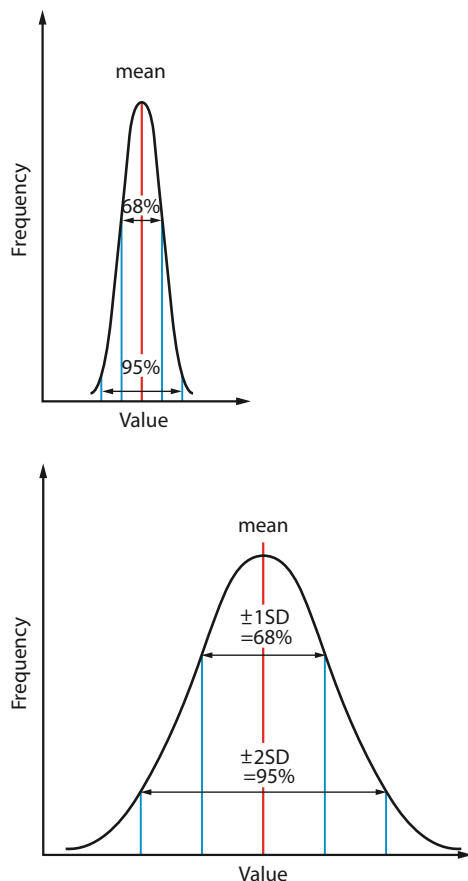 mean
Frequency
68%
95%
Value
mean
Frequency
±1SD
=68%
±2SD
=95%
Value